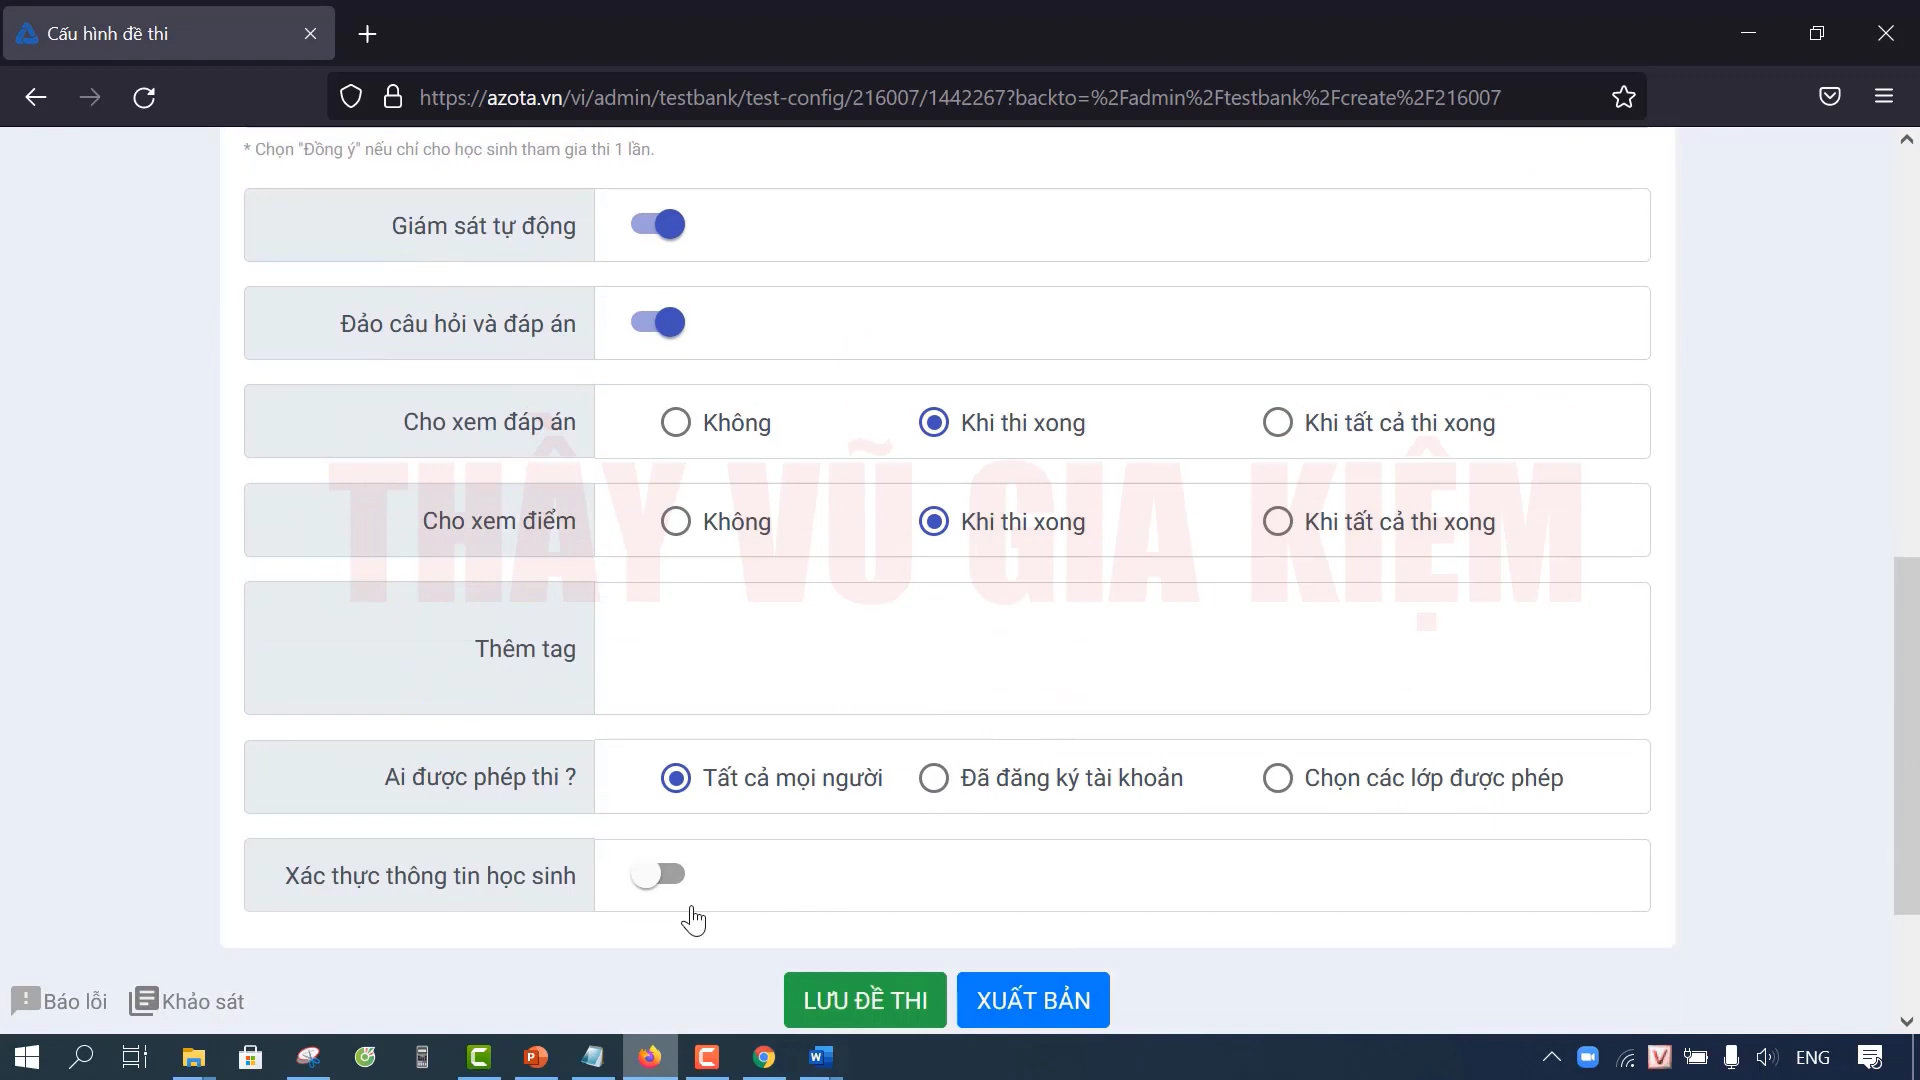 Cấu hình đề thi
https://azota.vn/vi/admin/testbank/test-config/216007/1442267?backto=%2Fadmin%2Ftestbank%2Fcreate%2F216007
* Chọn "Đồng ý" nếu chỉ cho học sinh tham gia thi 1 lần.
Giám sát tự động
Đảo câu hỏi và đáp án
Cho xem đáp án Không Khi thi xong Khi tất cả thi xong
THẦY VŨ GIA KIỆM
Cho xem điểm Không Khi thi xong Khi tất cả thi xong
Thêm tag
Ai được phép thi ? Tất cả mọi người Đã đăng ký tài khoản Chọn các lớp được phép
Xác thực thông tin học sinh
Báo lỗi Khảo sát LƯU ĐỀ THI XUẤT BẢN
ENG